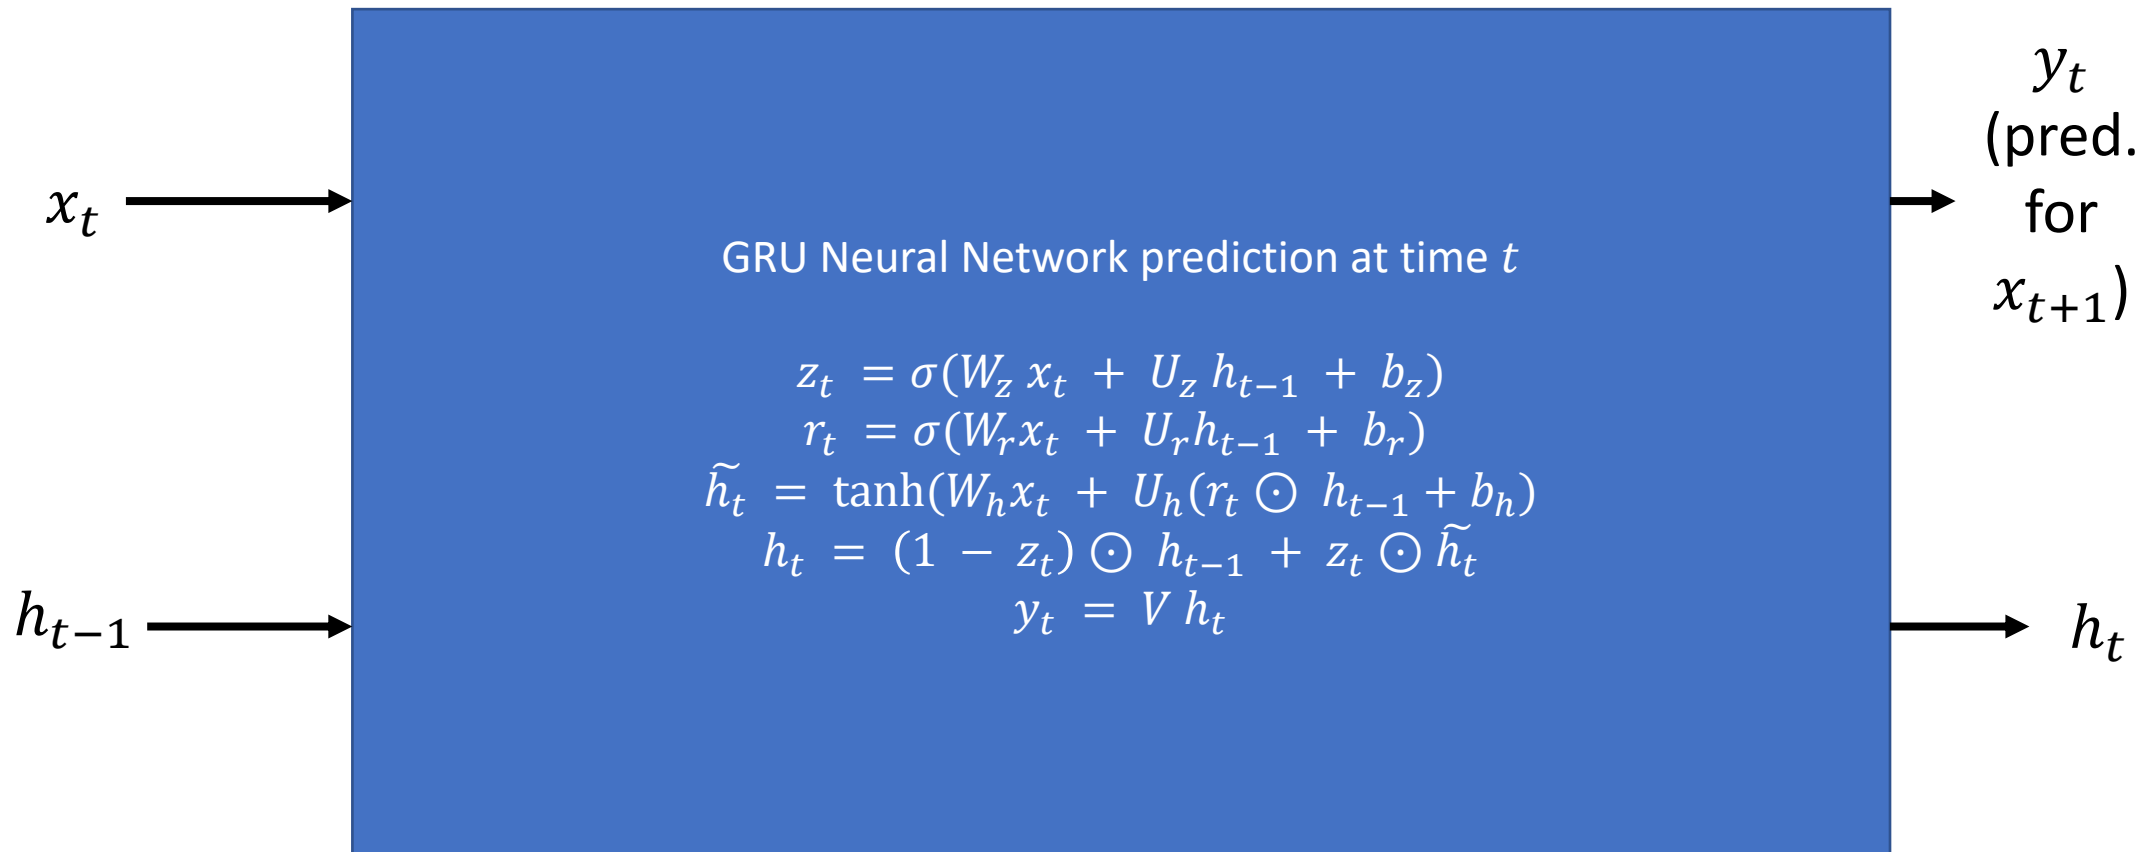 x_t
h_{t−1}
GRU Neural Network prediction at time t
z_t = σ(W_z x_t + U_z h_{t−1} + b_z)
r_t = σ(W_r x_t + U_r h_{t−1} + b_r)
h̃_t = tanh(W_h x_t + U_h(r_t ⊙ h_{t−1} + b_h)
h_t = (1 − z_t) ⊙ h_{t−1} + z_t ⊙ h̃_t
y_t = V h_t
y_t
(pred.
for
x_{t+1})
h_t